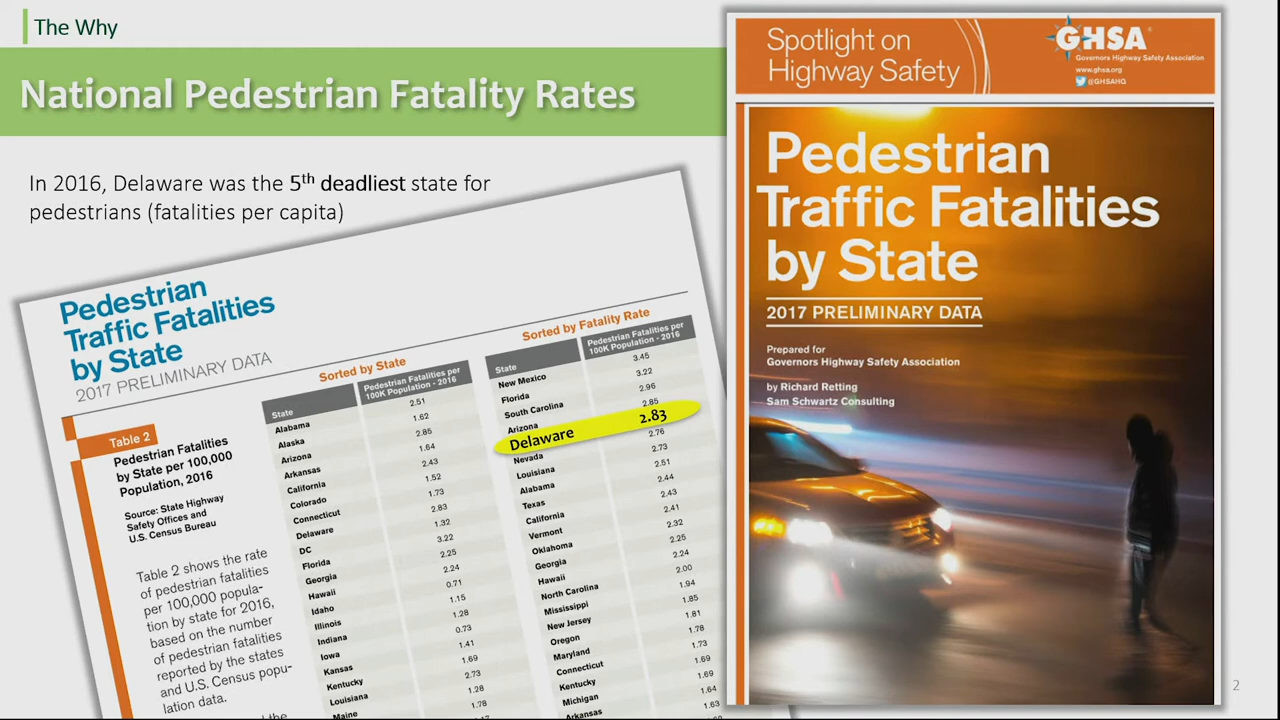 The Why
National Pedestrian Fatality Rates
In 2016, Delaware was the 5th deadliest state for
pedestrians (fatalities per capita)
Pedestrian
Traffic Fatalities
by State
2017 PRELIMINARY DATA
Table 2
Pedestrian Fatalities
by State per 100,000
Population, 2016
Source: State Highway
Safety Offices and
U.S. Census Bureau
Table 2 shows the rate
of pedestrian fatalities
per 100,000 popula-
tion by state for 2016,
based on the number
of pedestrian fatalities
reported by the states
and U.S. Census popu-
lation data.
the
Sorted by State
State
Pedestrian Fatalities per
100K Population - 2016
Alabama 2.51
Alaska 1.62
Arizona 2.85
Arkansas 1.64
California 2.43
Colorado 1.52
Connecticut 1.73
Delaware 2.83
DC 1.32
Florida 3.22
Georgia 2.25
Hawaii 2.24
Idaho 0.71
Illinois 1.15
Indiana 1.28
Iowa 0.73
Kansas 1.41
Kentucky 1.69
Louisiana 2.73
Maine 1.28
1.78
Sorted by Fatality Rate
State
Pedestrian Fatalities per
100K Population - 2016
New Mexico 3.45
Florida 3.22
South Carolina 2.96
Arizona 2.85
Delaware 2.83
Nevada 2.76
Louisiana 2.73
Alabama 2.51
Texas 2.44
California 2.43
Vermont 2.41
Oklahoma 2.32
Georgia 2.25
Hawaii 2.24
North Carolina 2.00
Mississippi 1.94
New Jersey 1.85
Oregon 1.81
Maryland 1.78
Connecticut 1.73
Kentucky 1.69
Michigan 1.69
Arkansas 1.64
1.63
Spotlight on
Highway Safety
GHSA
Governors Highway Safety Association
www.ghsa.org
@GHSAHQ
Pedestrian
Traffic Fatalities
by State
2017 PRELIMINARY DATA
Prepared for
Governors Highway Safety Association
by Richard Retting
Sam Schwartz Consulting
2